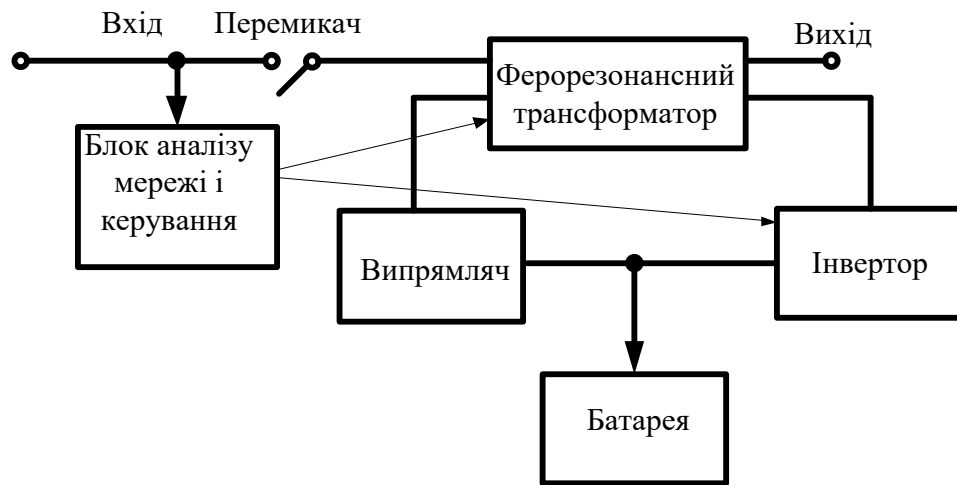 Вхід
Перемикач
Вихід
Ферорезонансний
трансформатор
Блок аналізу
мережі і
керування
Випрямляч
Інвертор
Батарея